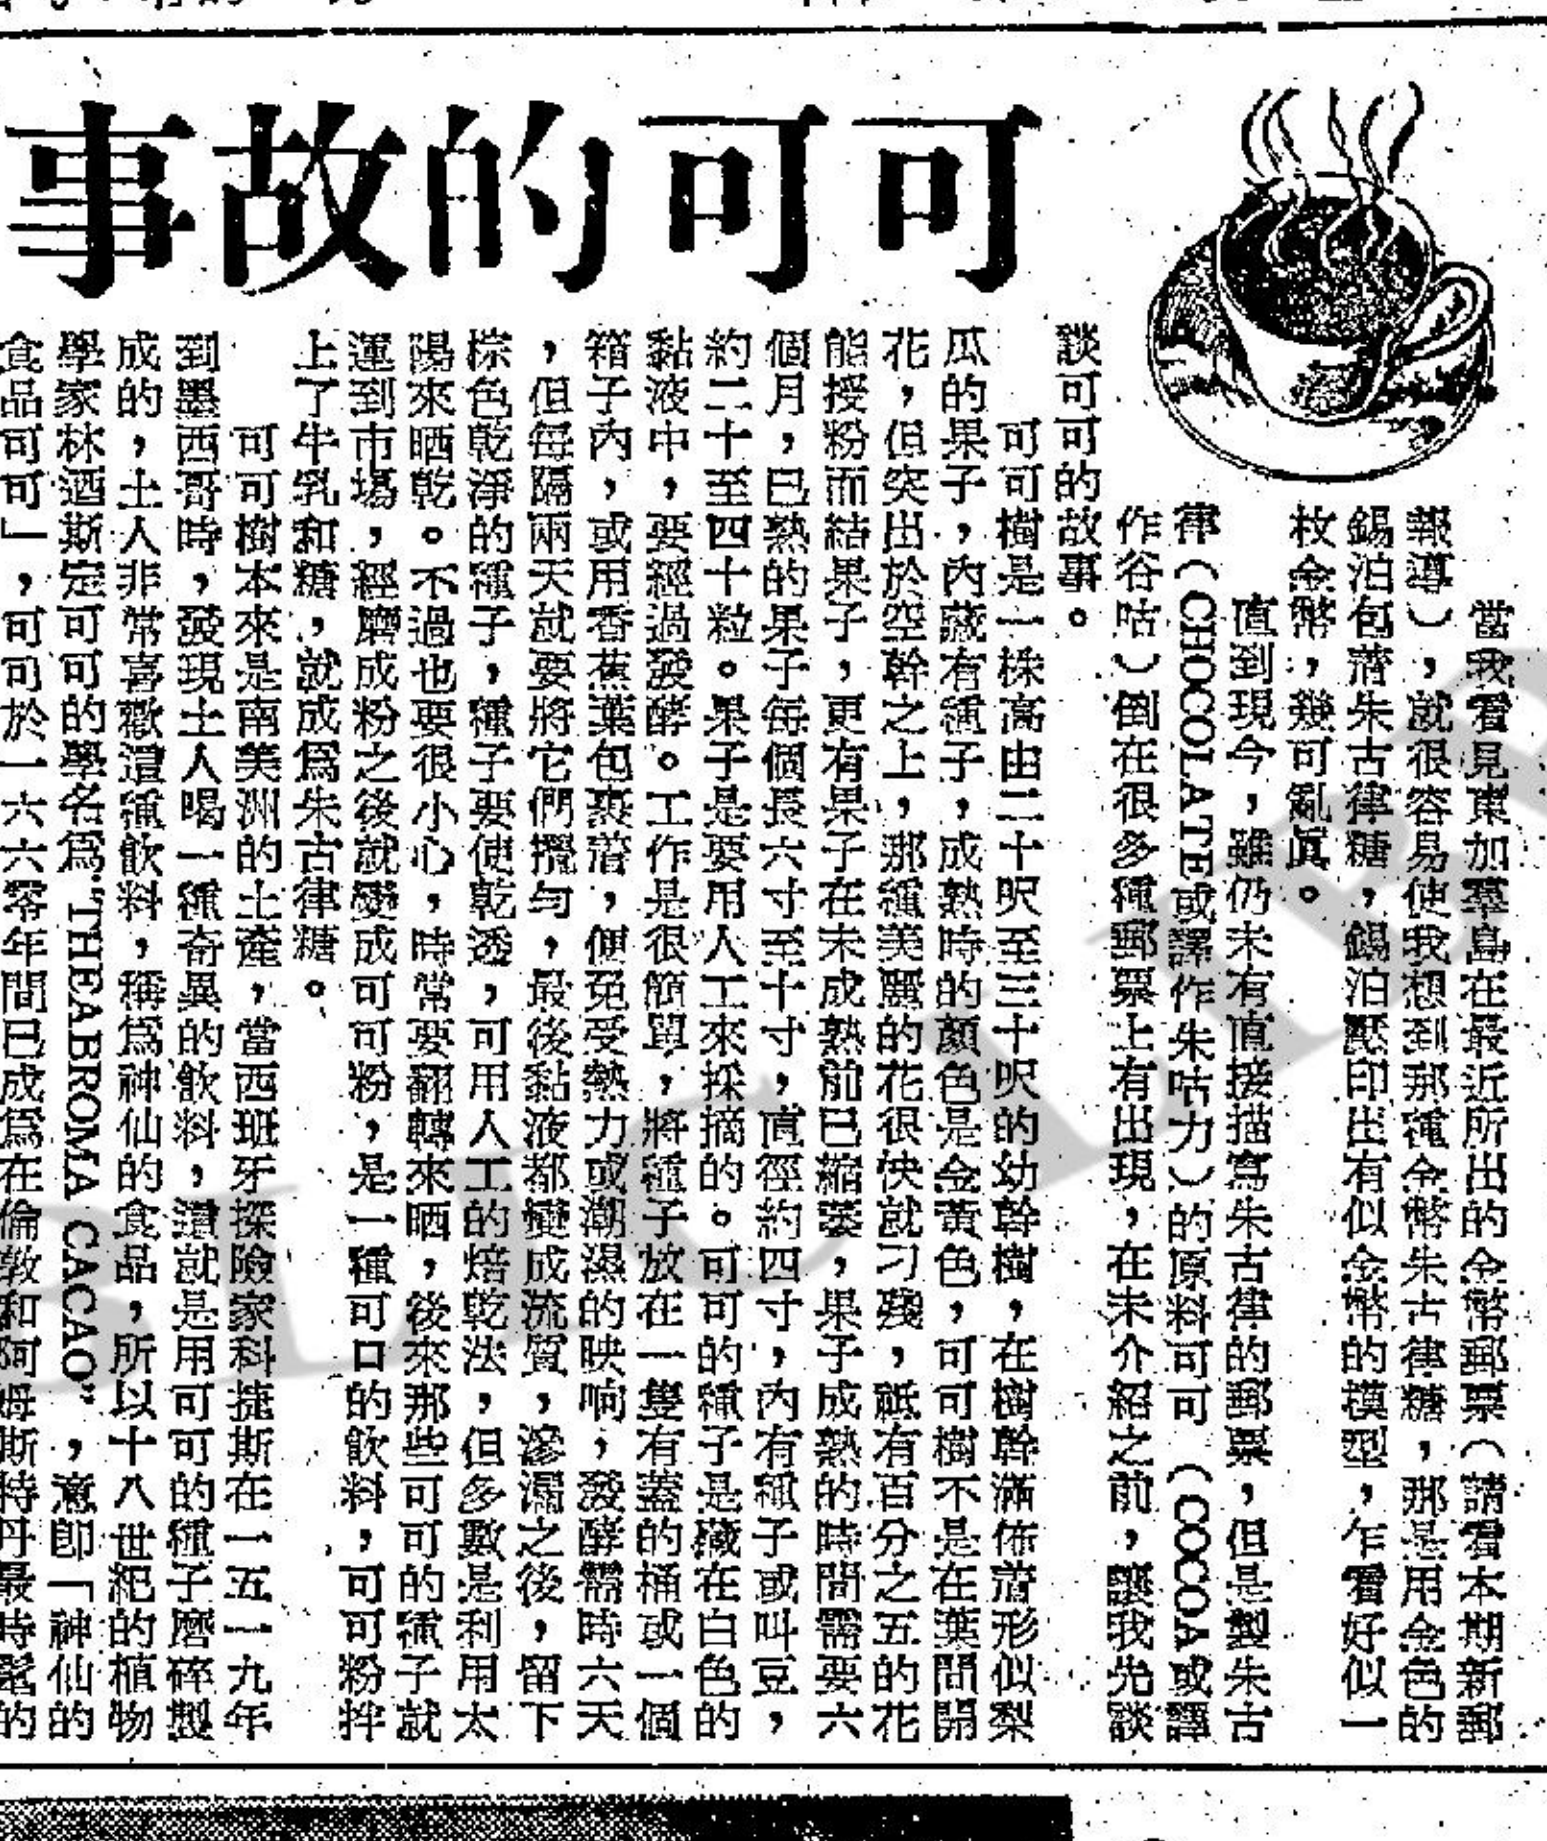 可可的故事
當我看見東加羣島在最近所出的金幣郵票（請看本期新郵
報導），就很容易使我想到那種金幣朱古律糖，那是用金色的
錫泊包着朱古律糖，錫泊壓印出有似金幣的模型，乍看好似一
枚金幣，幾可亂眞。
直到現今，雖仍未有直接描寫朱古律的郵票，但是製朱古
律（CHOCOLATE或譯作朱咕力）的原料可可（COCOA或譯
作谷咕）倒在很多種郵票上有出現，在未介紹之前，讓我先談
談可可的故事。
可可樹是一株高由二十呎至三十呎的幼幹樹，在樹幹滿佈着形似梨
瓜的果子，內藏有種子，成熟時的顏色是金黃色，可可樹不是在葉間開
花，但突出於空幹之上，那種美麗的花很快就刁殘，祗有百分之五的花
能授粉而結果子，更有果子在未成熟前已縮萎，果子成熟的時間需要六
個月，已熟的果子每個長六寸至十寸，直徑約四寸，內有種子或叫豆，
約二十至四十粒。果子是要用人工來採摘的。可可的種子是藏在白色的
黏液中，要經過發酵。工作是很簡單，將種子放在一隻有蓋的桶或一個
箱子內，或用香蕉葉包裹着，便免受熱力或潮濕的映响，發酵需時六天
，但每隔兩天就要將它們攪勻，最後黏液都變成流質，滲漏之後，留下
棕色乾淨的種子，種子要使乾透，可用人工的焙乾法，但多數是利用太
陽來晒乾。不過也要很小心，時常要翻轉來晒，後來那些可可的種子就
運到市場，經磨成粉之後就變成可可粉，是一種可口的飲料，可可粉拌
上了牛乳和糖，就成爲朱古律糖。
可可樹本來是南美洲的土產，當西班牙探險家科捷斯在一五一九年
到墨西哥時，發現土人喝一種奇異的飲料，這就是用可可的種子磨碎製
成的，土人非常喜歡這種飲料，稱爲神仙的食品，所以十八世紀的植物
學家林酒斯定可可的學名爲"THEABROMA CACAO"，意卽「神仙的
食品可可」，可可於一六六零年間已成爲在倫敦和阿姆斯特丹最時髦的